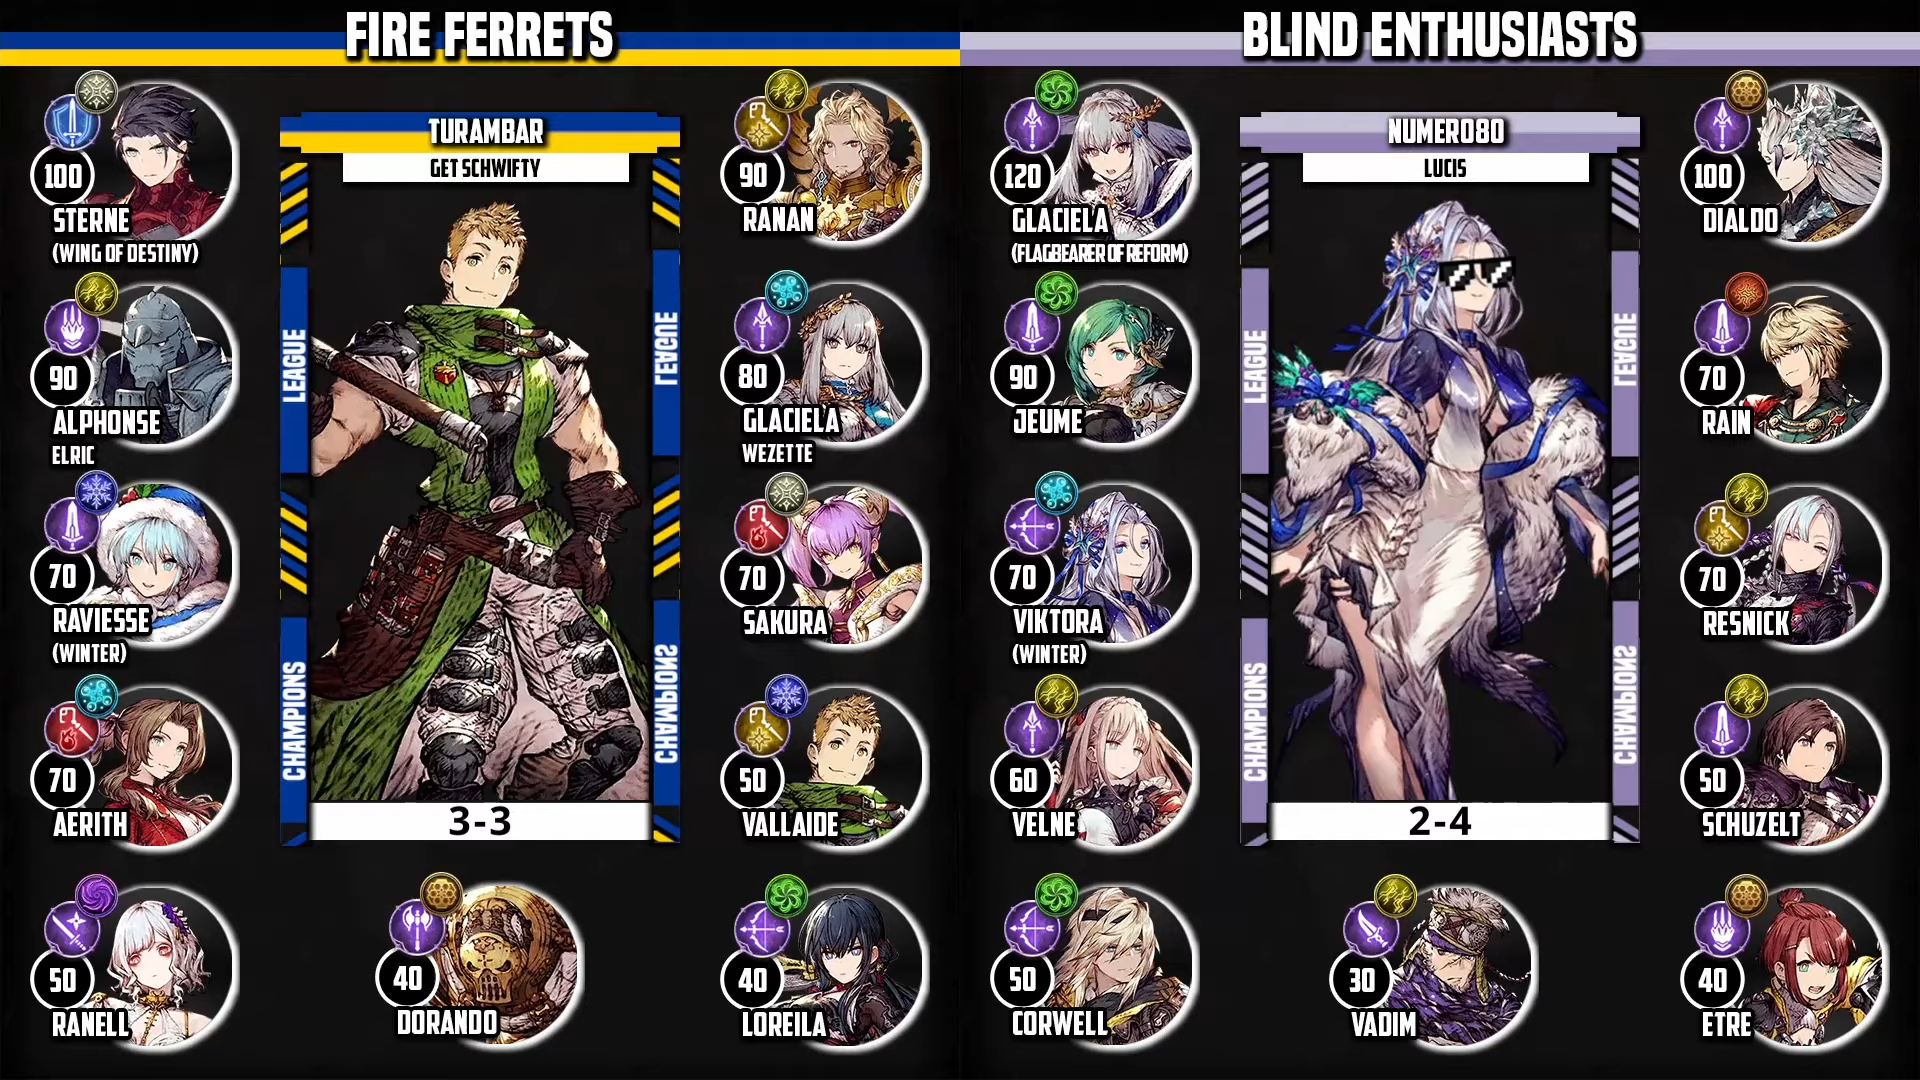 FIRE FERRETS
BLIND ENTHUSIASTS
TURAMBAR
GET SCHWIFTY
LEAGUE
LEAGUE
CHAMPIONS
CHAMPIONS
3-3
100
STERNE
(WING OF DESTINY)
90
ALPHONSE
ELRIC
70
RAVIESSE
(WINTER)
70
AERITH
50
RANELL
40
DORANDO
90
RANAN
80
GLACIELA
WEZETTE
70
SAKURA
50
VALLAIDE
40
LOREILA
NUMERO80
LUCIS
LEAGUE
LEAGUE
CHAMPIONS
CHAMPIONS
2-4
120
GLACIELA
(FLAGBEARER OF REFORM)
90
JEUME
70
VIKTORA
(WINTER)
60
VELNE
50
CORWELL
30
VADIM
100
DIALDO
70
RAIN
70
RESNICK
50
SCHUZELT
40
ETRE